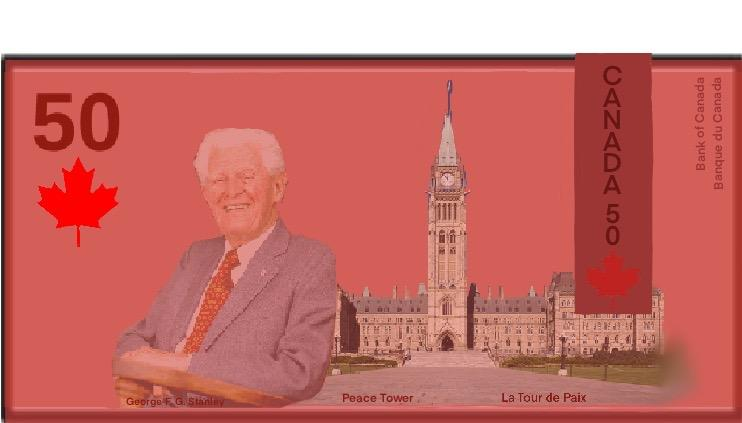 50
CANADA 50
Bank of Canada
Banque du Canada
George F. G. Stanley
Peace Tower
La Tour de Paix